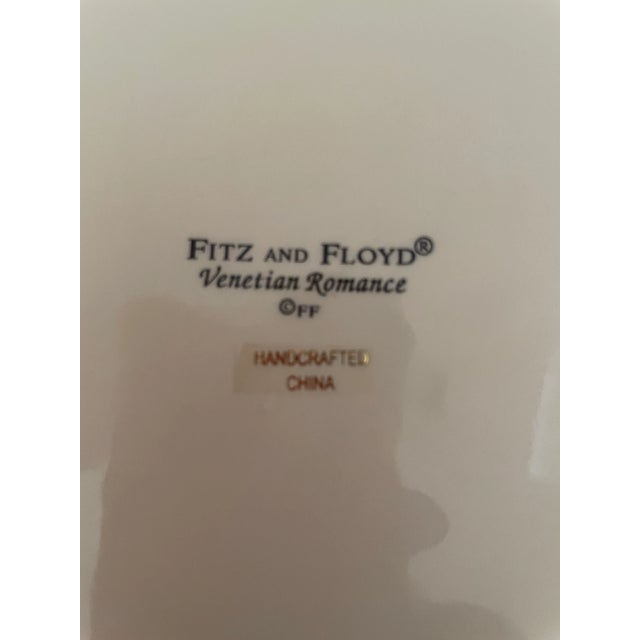 FITZ AND FLOYD®
Venetian Romance
©FF
HANDCRAFTED
CHINA